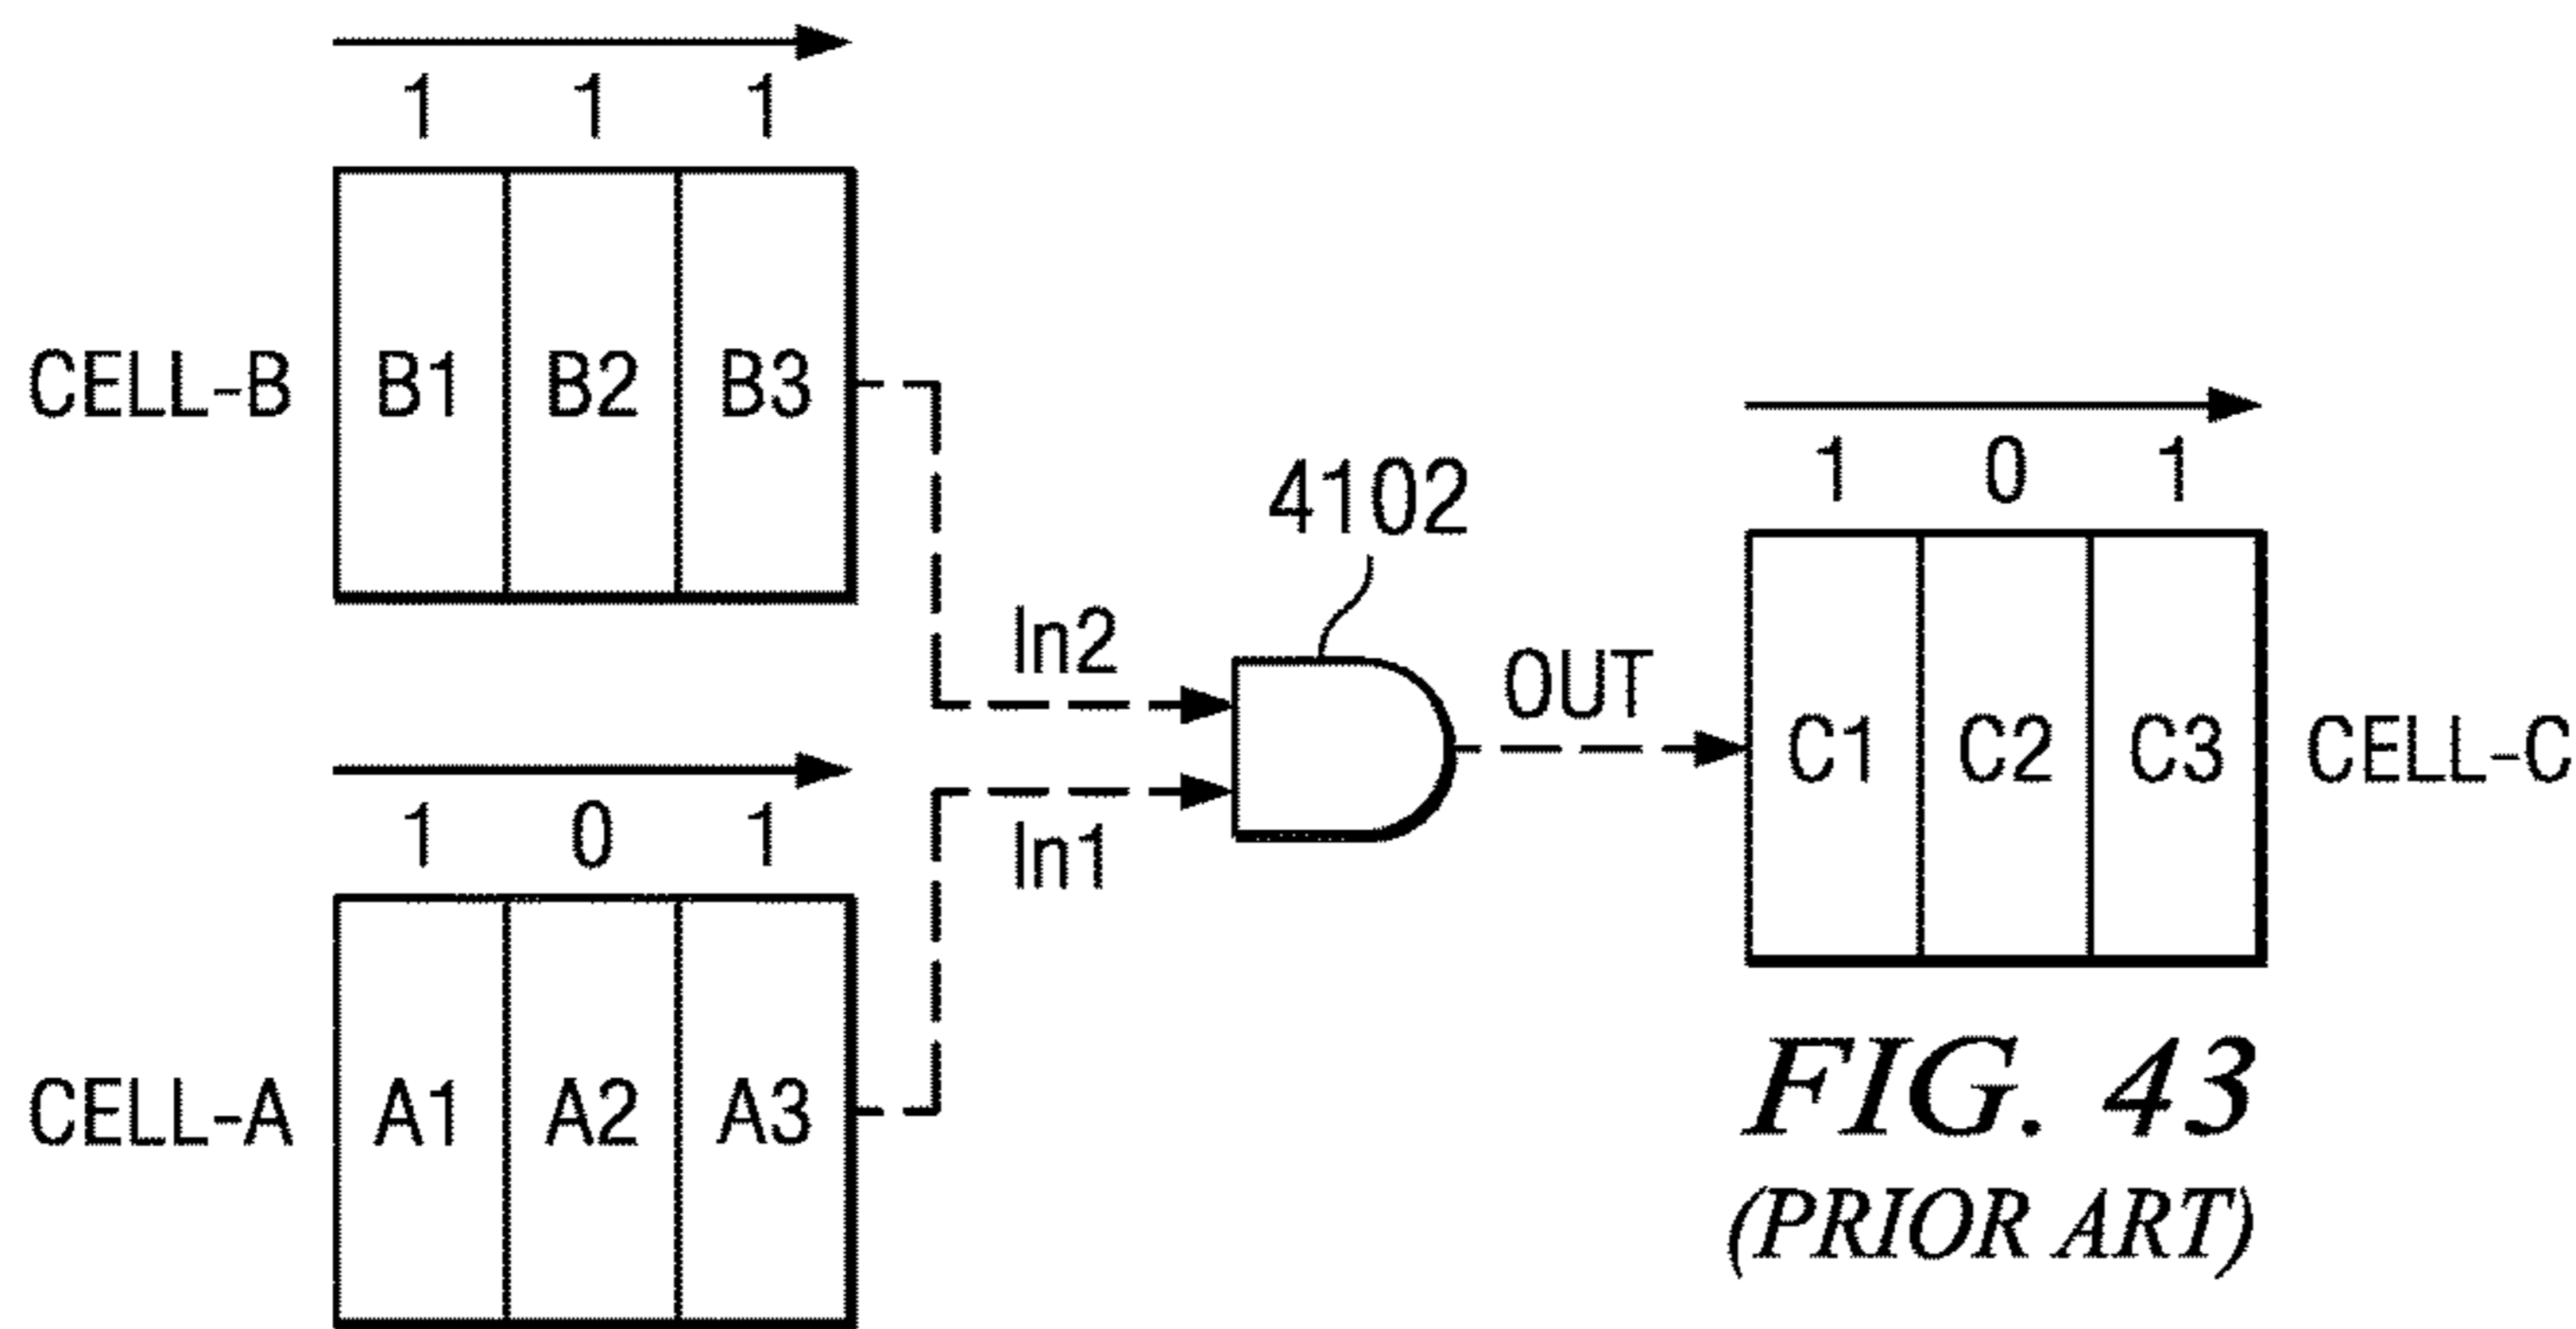 1 1 1
CELL-B B1 B2 B3
1 0 1
4102
In2
OUT
C1 C2 C3 CELL-C
1 0 1
In1
CELL-A A1 A2 A3
FIG. 43
(PRIOR ART)